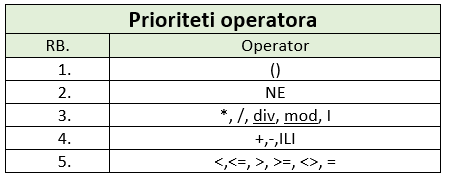 Prioriteti operatora
RB. Operator
1. ()
2. NE
3. *, /, div, mod, I
4. +,-,ILI
5. <,<=, >, >=, <>, =